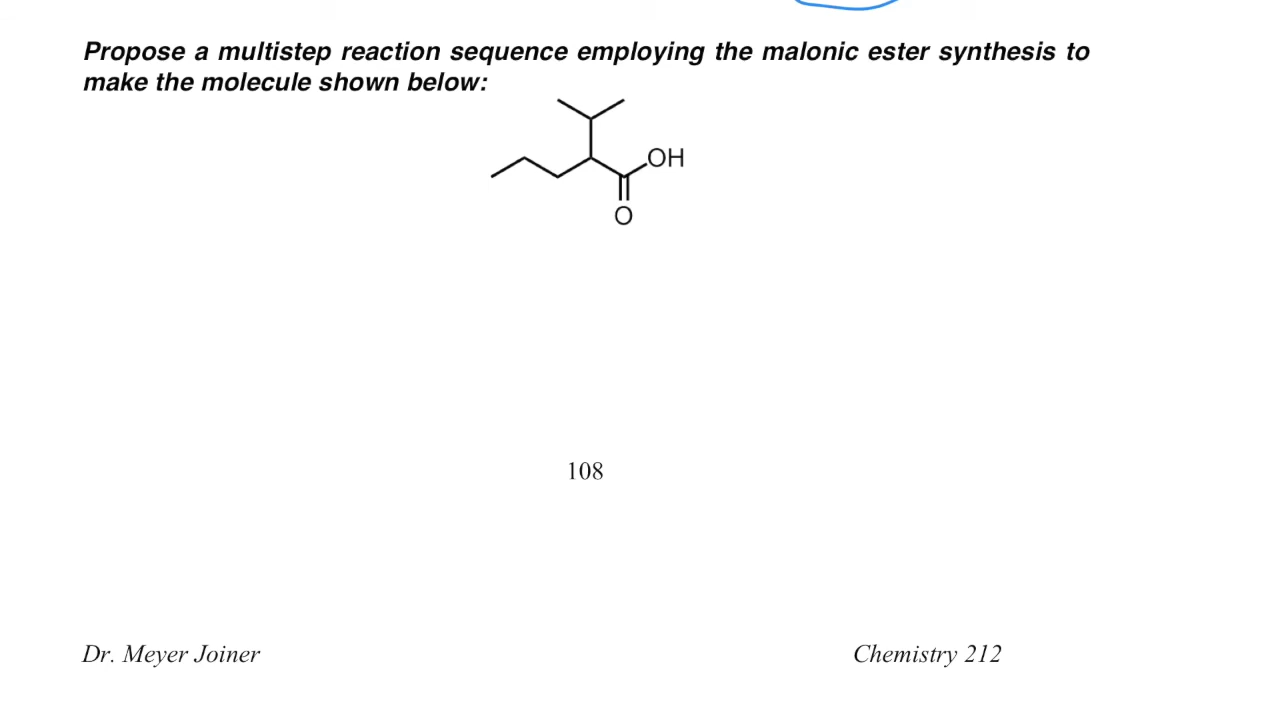 Propose a multistep reaction sequence employing the malonic ester synthesis to
make the molecule shown below:
OH
O
108
Dr. Meyer Joiner
Chemistry 212